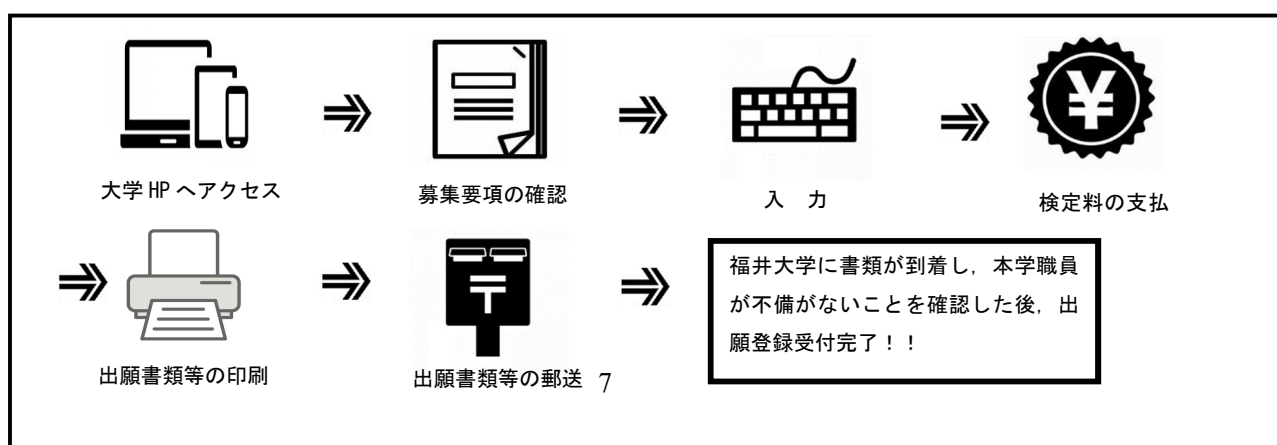 大学 HP へアクセス
募集要項の確認
入　力
¥
検定料の支払
〒
出願書類等の印刷
出願書類等の郵送
7
福井大学に書類が到着し，本学職員
が不備がないことを確認した後，出
願登録受付完了！！